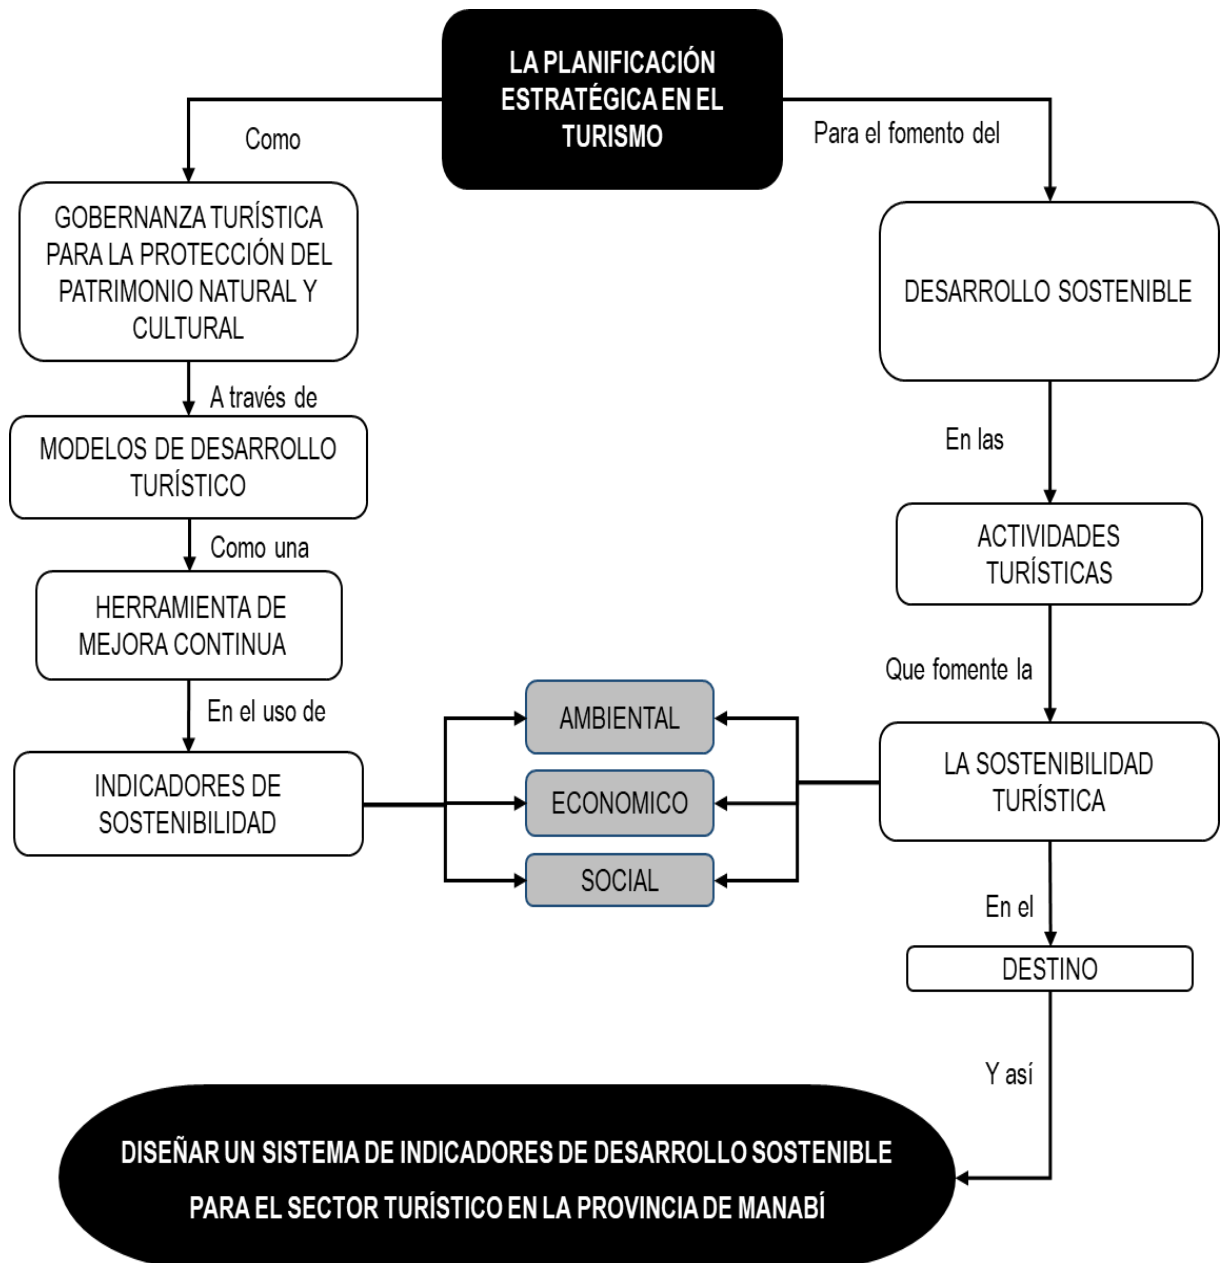 LA PLANIFICACIÓN
ESTRATÉGICA EN EL
TURISMO
Como
Para el fomento del
GOBERNANZA TURÍSTICA
PARA LA PROTECCIÓN DEL
PATRIMONIO NATURAL Y
CULTURAL
DESARROLLO SOSTENIBLE
A través de
MODELOS DE DESARROLLO
TURÍSTICO
En las
Como una
ACTIVIDADES
TURÍSTICAS
HERRAMIENTA DE
MEJORA CONTINUA
Que fomente la
En el uso de
AMBIENTAL
ECONOMICO
SOCIAL
INDICADORES DE
SOSTENIBILIDAD
LA SOSTENIBILIDAD
TURÍSTICA
En el
DESTINO
Y así
DISEÑAR UN SISTEMA DE INDICADORES DE DESARROLLO SOSTENIBLE
PARA EL SECTOR TURÍSTICO EN LA PROVINCIA DE MANABÍ